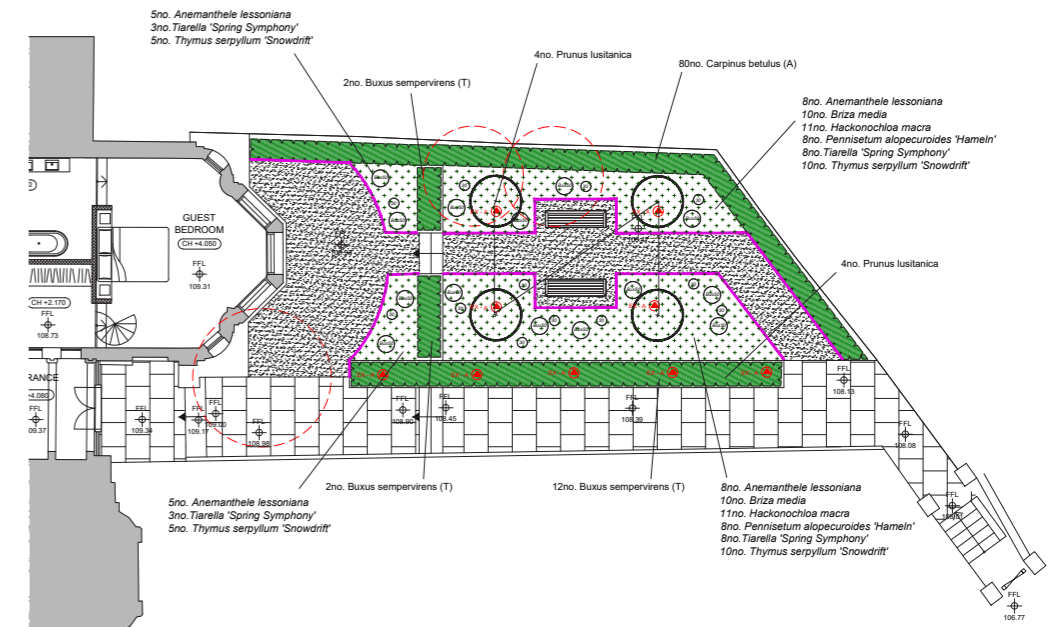 5no. Anemanthele lessoniana
3no.Tiarella 'Spring Symphony'
5no. Thymus serpyllum 'Snowdrift'
2no. Buxus sempervirens (T)
4no. Prunus lusitanica
80no. Carpinus betulus (A)
8no. Anemanthele lessoniana
10no. Briza media
11no. Hackonochloa macra
8no. Pennisetum alopecuroides 'Hameln'
8no.Tiarella 'Spring Symphony'
10no. Thymus serpyllum 'Snowdrift'
GUEST
BEDROOM
CH +4.050
FFL
109.31
CH +2.170
FFL
108.73
4no. Prunus lusitanica
RANCE
+4.080
FFL
09.37
FFL
109.34
FFL
109.17
FFL
109.00
FFL
108.98
FFL
108.90
FFL
108.45
FFL
108.39
FFL
108.13
FFL
108.08
FFL
FFL
106.77
5no. Anemanthele lessoniana
3no.Tiarella 'Spring Symphony'
5no. Thymus serpyllum 'Snowdrift'
2no. Buxus sempervirens (T)
12no. Buxus sempervirens (T)
8no. Anemanthele lessoniana
10no. Briza media
11no. Hackonochloa macra
8no. Pennisetum alopecuroides 'Hameln'
8no.Tiarella 'Spring Symphony'
10no. Thymus serpyllum 'Snowdrift'